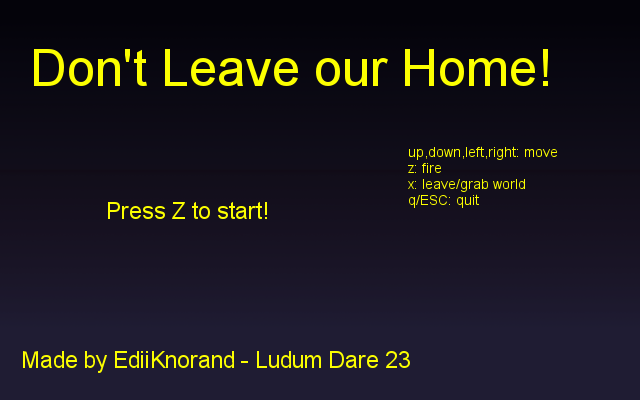 Don't Leave our Home!
up,down,left,right: move
z: fire
x: leave/grab world
q/ESC: quit
Press Z to start!
Made by EdiiKnorand - Ludum Dare 23